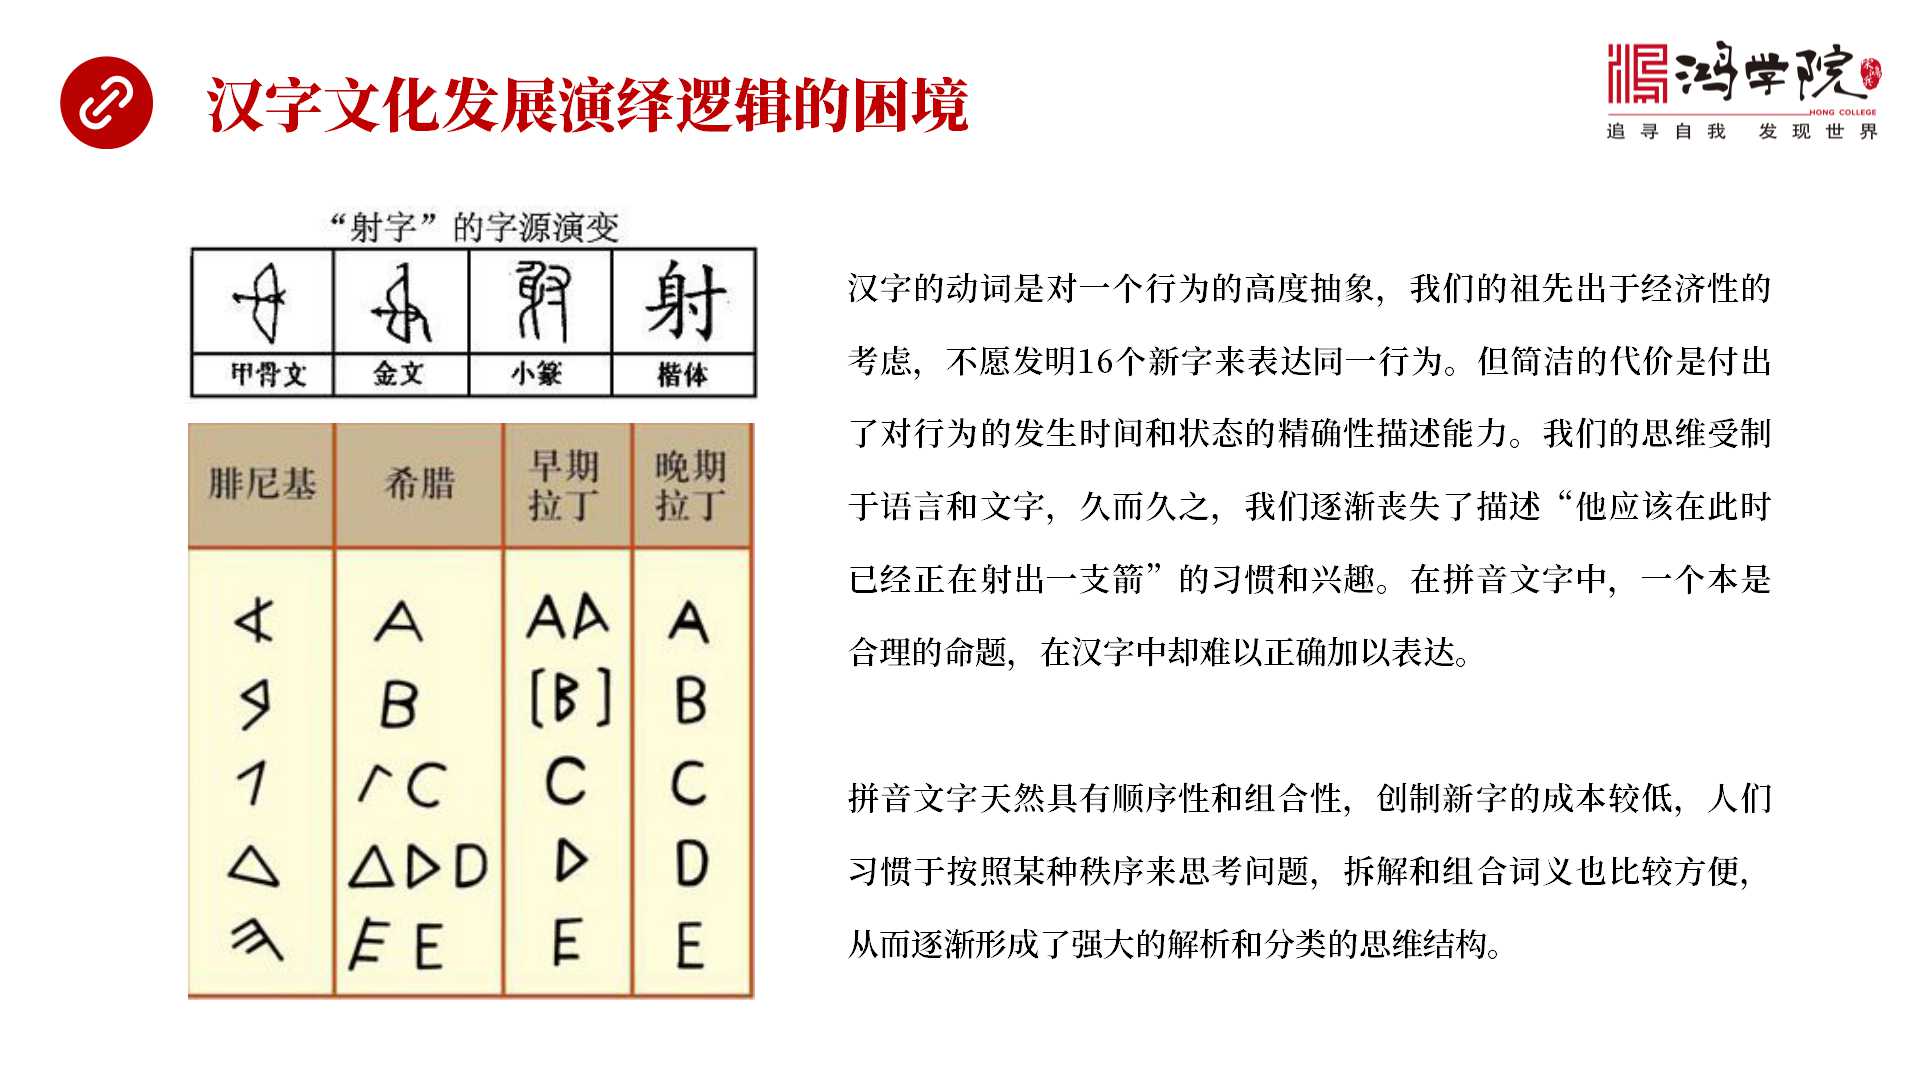 汉字文化发展演绎逻辑的困境
鸿学院
HONG COLLEGE
追寻自我 发现世界
“射字”的字源演变
射
甲骨文 金文 小篆 楷体
腓尼基 希腊 早期拉丁 晚期拉丁
A A A
B [B] B
C C C
D D
E E E
汉字的动词是对一个行为的高度抽象，我们的祖先出于经济性的
考虑，不愿发明16个新字来表达同一行为。但简洁的代价是付出
了对行为的发生时间和状态的精确性描述能力。我们的思维受制
于语言和文字，久而久之，我们逐渐丧失了描述“他应该在此时
已经正在射出一支箭”的习惯和兴趣。在拼音文字中，一个本是
合理的命题，在汉字中却难以正确加以表达。
拼音文字天然具有顺序性和组合性，创制新字的成本较低，人们
习惯于按照某种秩序来思考问题，拆解和组合词义也比较方便，
从而逐渐形成了强大的解析和分类的思维结构。